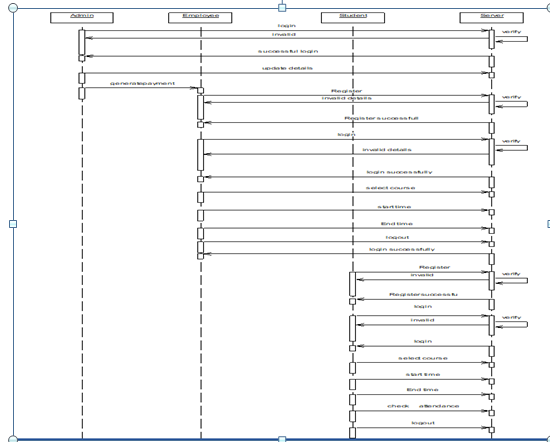 Admin Employee Student Server
login
verify
invalid
successful login
update details
generatepayment
Register
verify
invalid details
Register successfull
login
verify
invalid details
login successfully
select course
start time
End time
logout
login successfully
Register
verify
invalid
Registersuccessfu
login
verify
invalid
login
select course
start time
End time
check attendance
logout